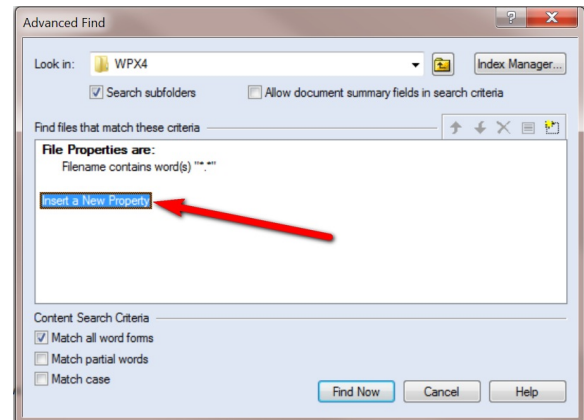 Advanced Find
Look in: WPX4 Index Manager...
Search subfolders Allow document summary fields in search criteria
Find files that match these criteria
File Properties are:
Filename contains word(s) "*.*"
Insert a New Property
Content Search Criteria
Match all word forms
Match partial words
Match case
Find Now Cancel Help